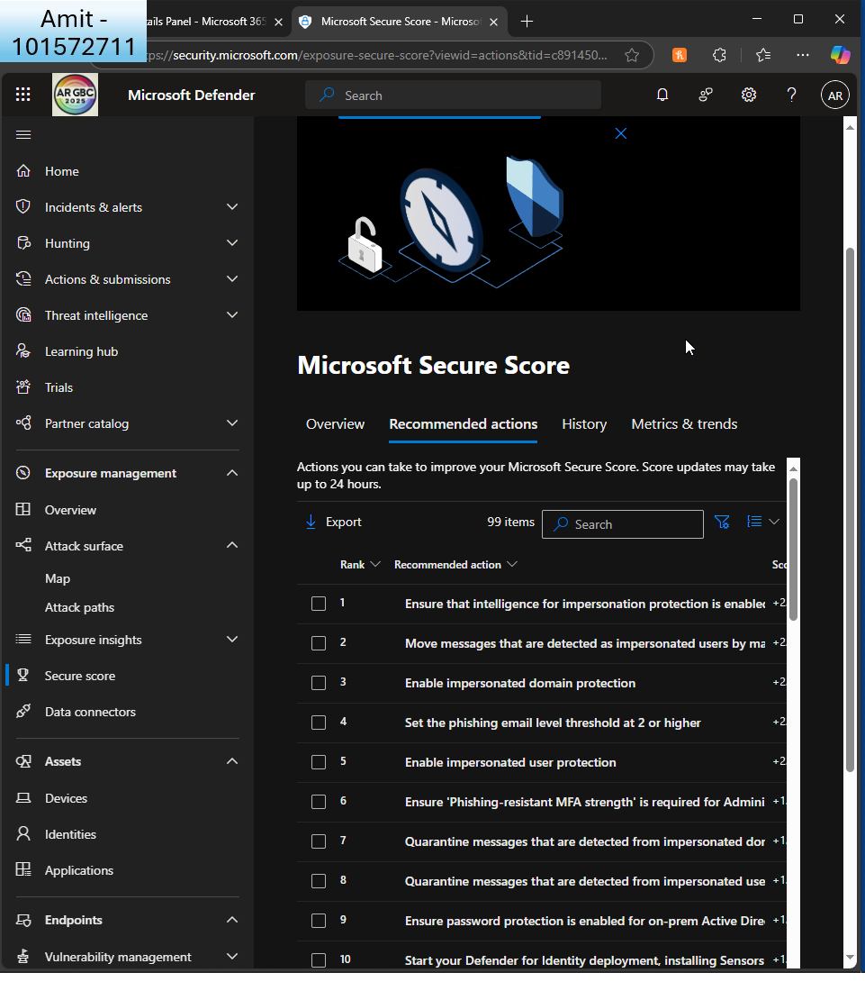 Amit -
101572711
ails Panel - Microsoft 365
Microsoft Secure Score - Microso
ps://security.microsoft.com/exposure-secure-score?viewid=actions&tid=c891450...
AR GBC
2025
Microsoft Defender
Search
AR
Home
Incidents & alerts
Hunting
Actions & submissions
Threat intelligence
Learning hub
Trials
Partner catalog
Exposure management
Overview
Attack surface
Map
Attack paths
Exposure insights
Secure score
Data connectors
Assets
Devices
Identities
Applications
Endpoints
Vulnerability management
Microsoft Secure Score
Overview Recommended actions History Metrics & trends
Actions you can take to improve your Microsoft Secure Score. Score updates may take
up to 24 hours.
Export 99 items Search
Rank Recommended action Sco
1 Ensure that intelligence for impersonation protection is enabled +2.
2 Move messages that are detected as impersonated users by ma +2.
3 Enable impersonated domain protection +2.
4 Set the phishing email level threshold at 2 or higher +2.
5 Enable impersonated user protection +2.
6 Ensure 'Phishing-resistant MFA strength' is required for Admini +1.
7 Quarantine messages that are detected from impersonated dor +1.
8 Quarantine messages that are detected from impersonated use +1.
9 Ensure password protection is enabled for on-prem Active Dire +1.
10 Start your Defender for Identity deployment, installing Sensors +1.